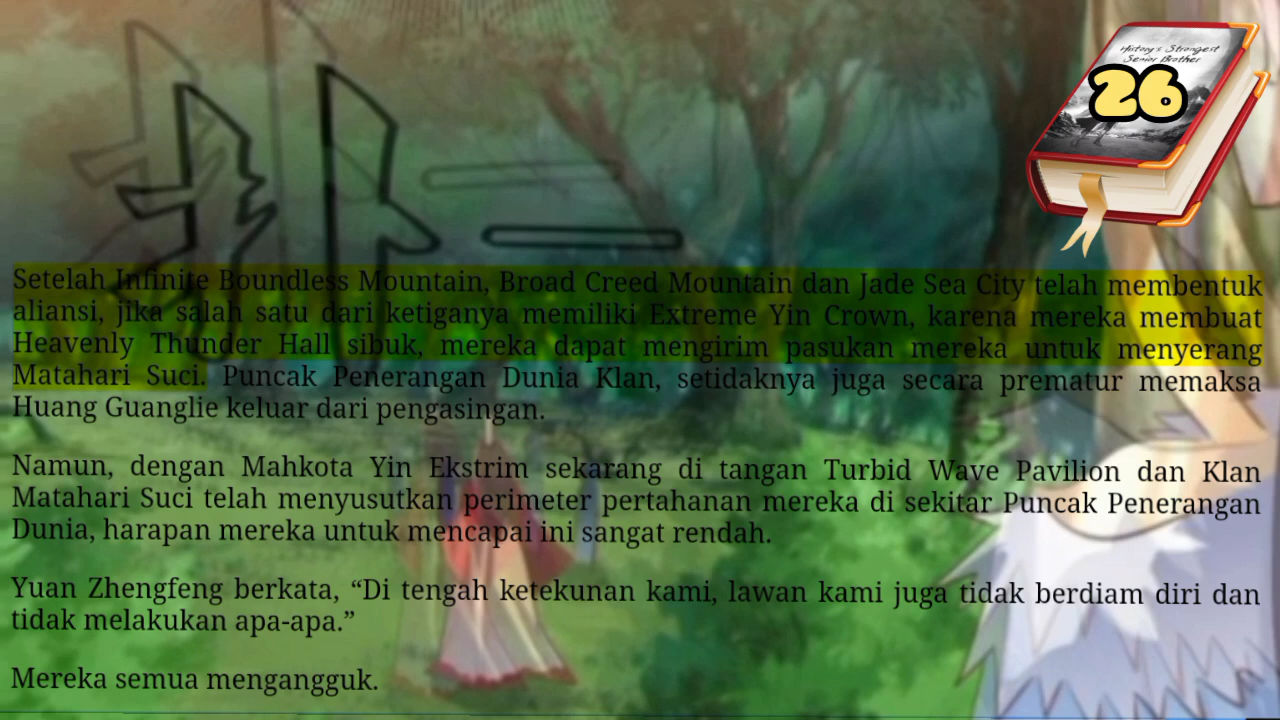 History's Strongest
Senior Brother
26
Setelah Infinite Boundless Mountain, Broad Creed Mountain dan Jade Sea City telah membentuk
aliansi, jika salah satu dari ketiganya memiliki Extreme Yin Crown, karena mereka membuat
Heavenly Thunder Hall sibuk, mereka dapat mengirim pasukan mereka untuk menyerang
Matahari Suci. Puncak Penerangan Dunia Klan, setidaknya juga secara prematur memaksa
Huang Guanglie keluar dari pengasingan.
Namun, dengan Mahkota Yin Ekstrim sekarang di tangan Turbid Wave Pavilion dan Klan
Matahari Suci telah menyusutkan perimeter pertahanan mereka di sekitar Puncak Penerangan
Dunia, harapan mereka untuk mencapai ini sangat rendah.
Yuan Zhengfeng berkata, “Di tengah ketekunan kami, lawan kami juga tidak berdiam diri dan
tidak melakukan apa-apa.”
Mereka semua mengangguk.